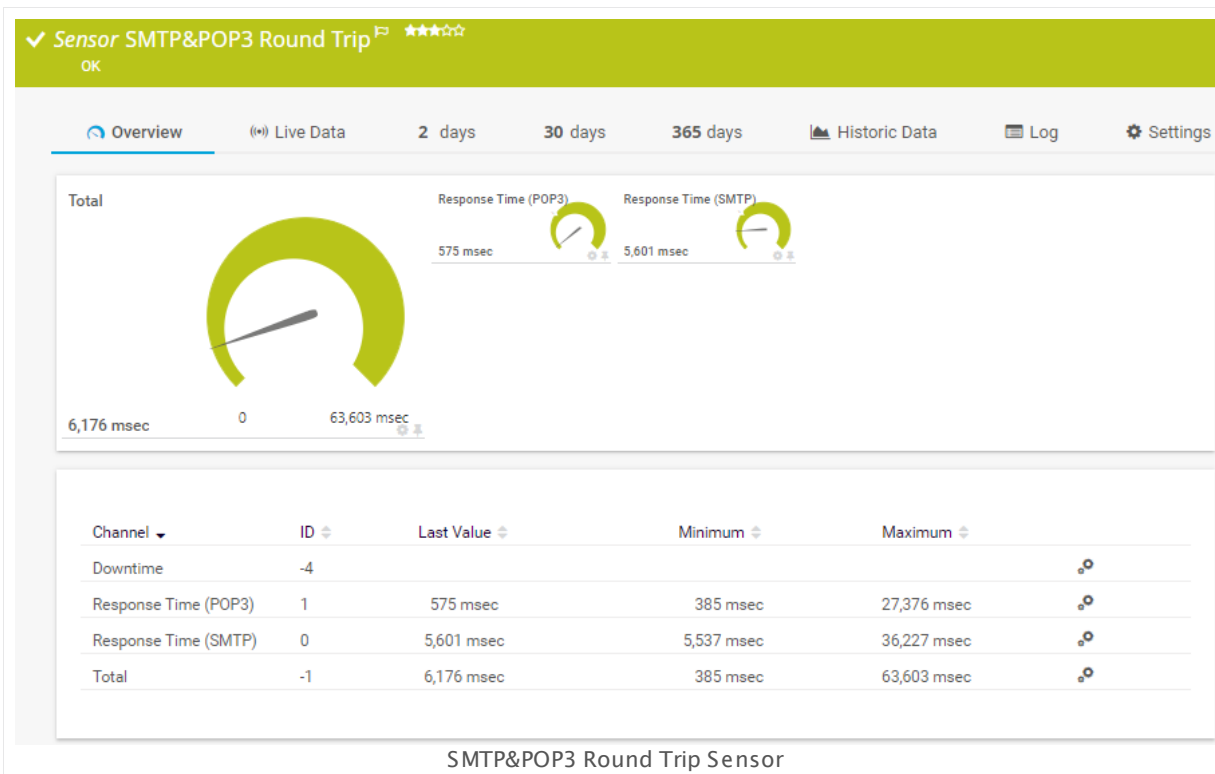 Sensor SMTP&POP3 Round Trip
OK
Overview Live Data 2 days 30 days 365 days Historic Data Log Settings
Total
6,176 msec
0
63,603 msec
Response Time (POP3)
575 msec
Response Time (SMTP)
5,601 msec
Channel ID Last Value Minimum Maximum
Downtime -4
Response Time (POP3) 1 575 msec 385 msec 27,376 msec
Response Time (SMTP) 0 5,601 msec 5,537 msec 36,227 msec
Total -1 6,176 msec 385 msec 63,603 msec
SMTP&POP3 Round Trip Sensor